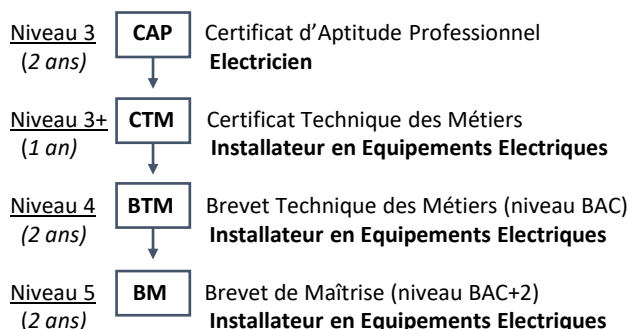 Niveau 3 CAP Certificat d’Aptitude Professionnel
(2 ans) Electricien
Niveau 3+ CTM Certificat Technique des Métiers
(1 an) Installateur en Equipements Electriques
Niveau 4 BTM Brevet Technique des Métiers (niveau BAC)
(2 ans) Installateur en Equipements Electriques
Niveau 5 BM Brevet de Maîtrise (niveau BAC+2)
(2 ans) Installateur en Equipements Electriques